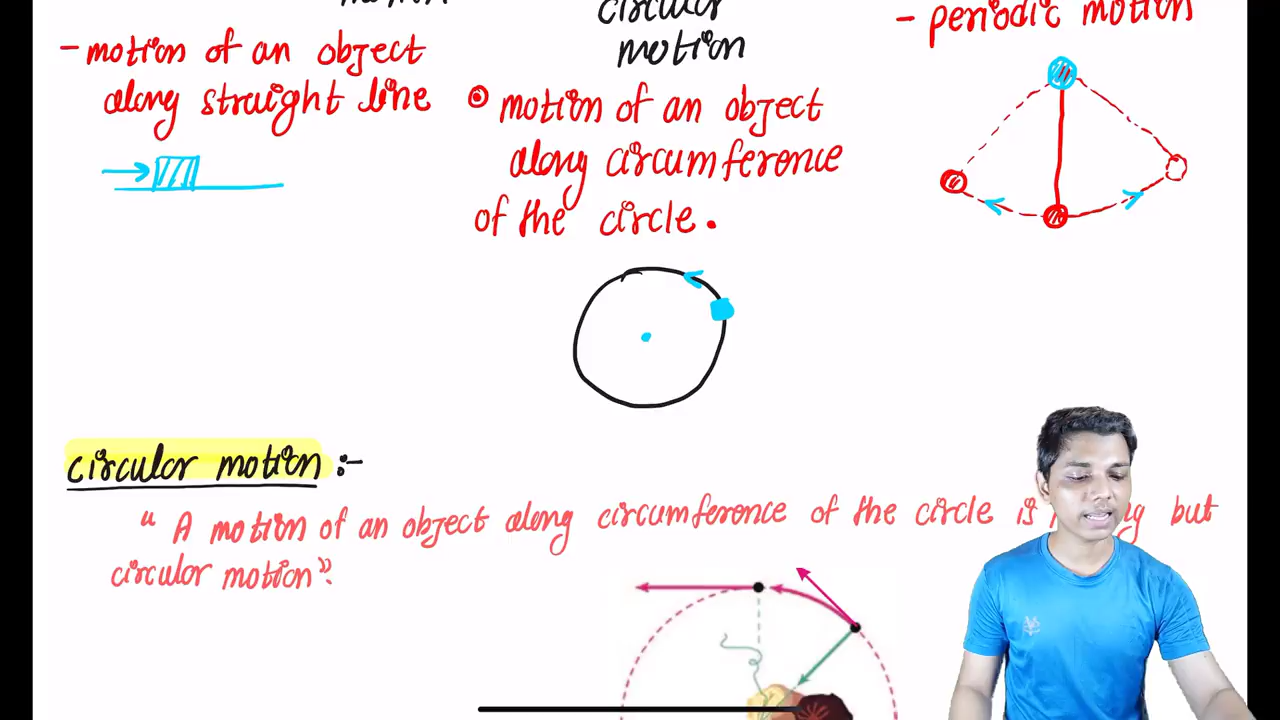 circular
motion
- periodic motion
- motion of an object
along straight line
motion of an object
along circumference
of the circle.
circular motion :-
" A motion of an object along circumference of the circle is but
circular motion".